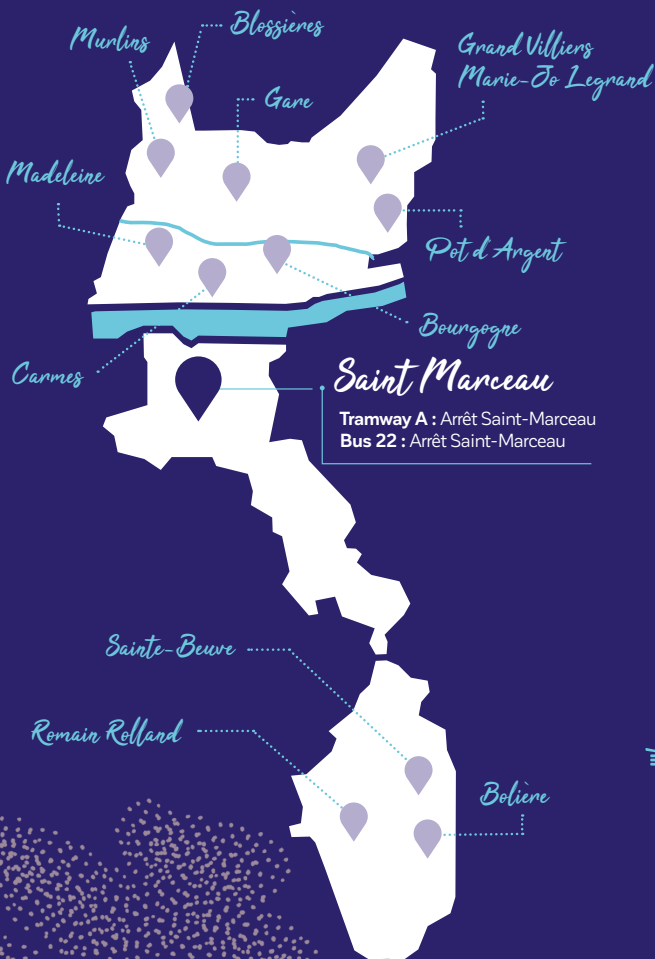 Blossières
Murlins
Grand Villiers
Marie-Jo Legrand
Gare
Madeleine
Pot d'Argent
Bourgogne
Carmes
Saint Marceau
Tramway A : Arrêt Saint-Marceau
Bus 22 : Arrêt Saint-Marceau
Sainte-Beuve
Romain Rolland
Bolière